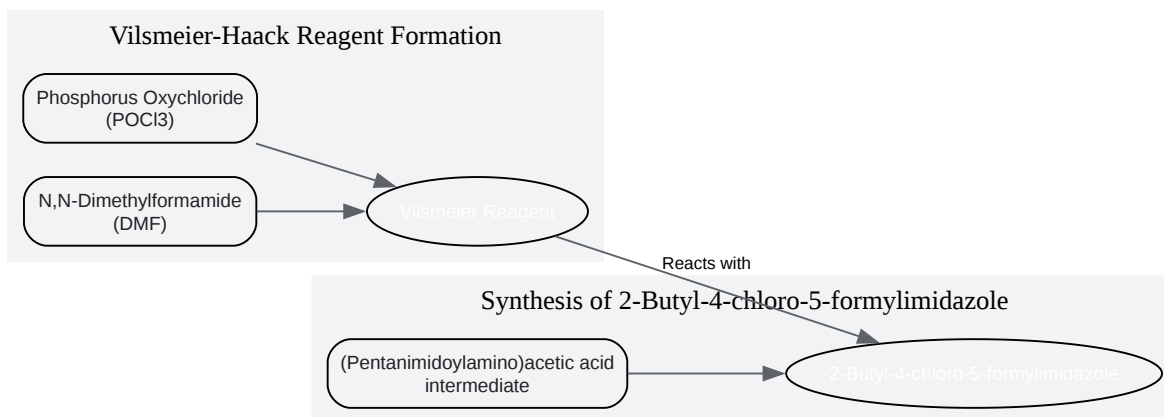 Vilsmeier-Haack Reagent Formation
Phosphorus Oxychloride
(POCl3)
N,N-Dimethylformamide
(DMF)
Vilsmeier Reagent
Reacts with
Synthesis of 2-Butyl-4-chloro-5-formylimidazole
(Pentanimidoylamino)acetic acid
intermediate
2-Butyl-4-chloro-5-formylimidazole